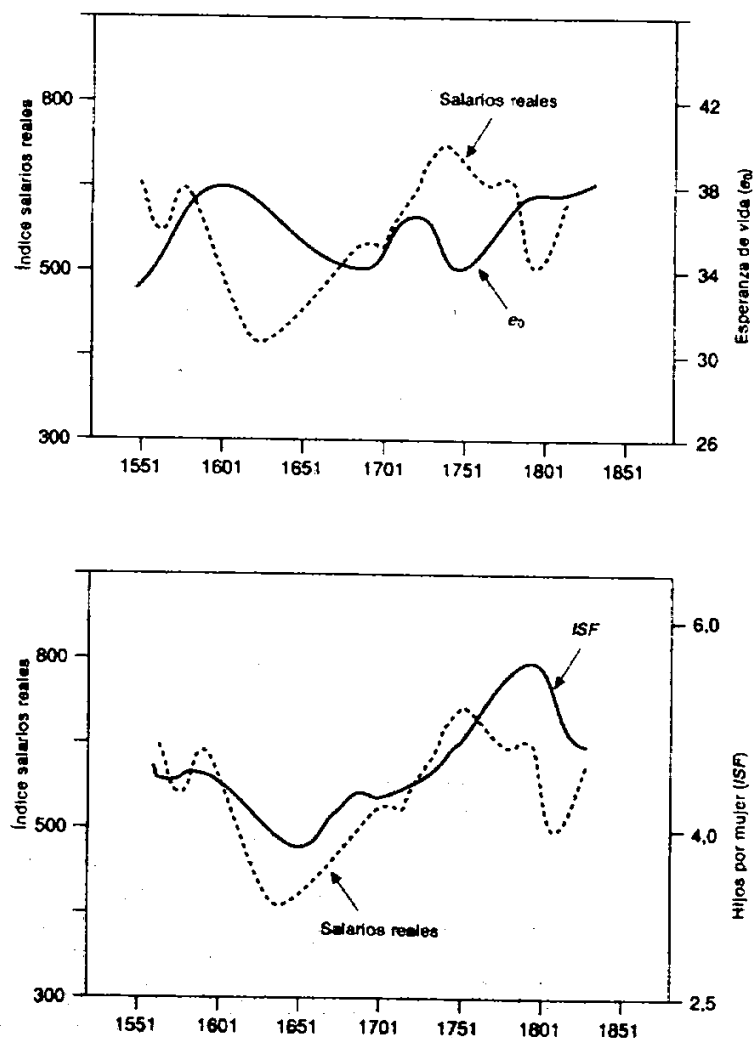 Índice salarios reales
800
500
300
Salarios reales
e₀
42
38
34
30
26
Esperanza de vida (e₀)
1551 1601 1651 1701 1751 1801 1851
Índice salarios reales
800
500
300
ISF
Salarios reales
6,0
4,0
2.5
Hijos por mujer (ISF)
1551 1601 1651 1701 1751 1801 1851